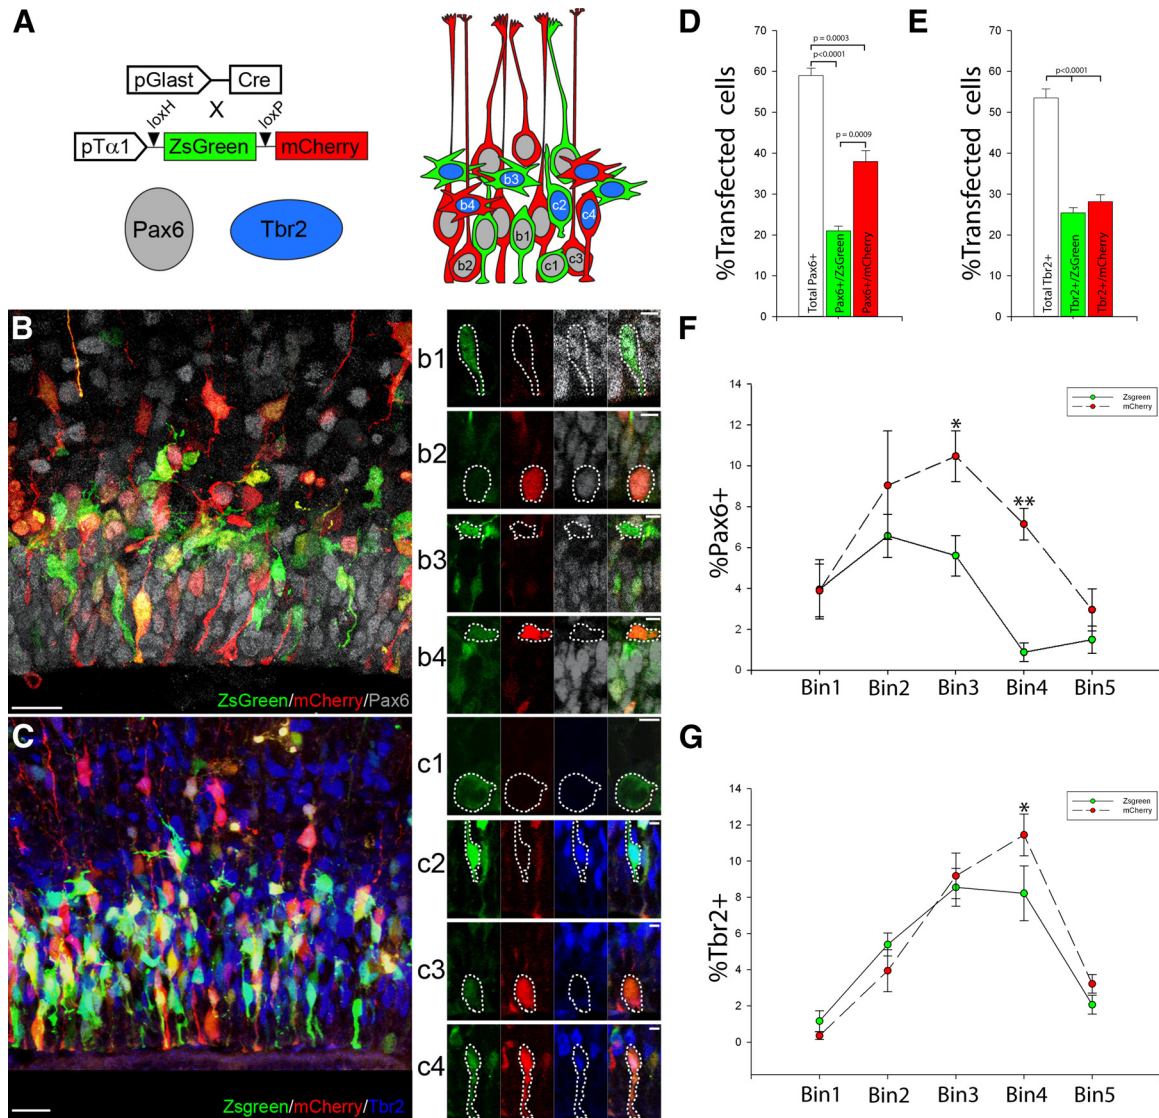 A
pGlast
Cre
X
loxH
loxP
pTα1
ZsGreen
mCherry
Pax6
Tbr2
b3
b4
c2
c4
b1
b2
c1
c3
D
%Transfected cells
70
60
50
40
30
20
10
0
p = 0.0003
p<0.0001
p = 0.0009
Total Pax6+
Pax6+/ZsGreen
Pax6+/mCherry
E
%Transfected cells
70
60
50
40
30
20
10
0
p<0.0001
Total Tbr2+
Tbr2+/ZsGreen
Tbr2+/mCherry
B
ZsGreen/mCherry/Pax6
b1
b2
b3
b4
C
Zsgreen/mCherry/Tbr2
c1
c2
c3
c4
F
%Pax6+
14
12
10
8
6
4
2
0
Zsgreen
mCherry
*
**
Bin1 Bin2 Bin3 Bin4 Bin5
G
%Tbr2+
14
12
10
8
6
4
2
0
Zsgreen
mCherry
*
Bin1 Bin2 Bin3 Bin4 Bin5